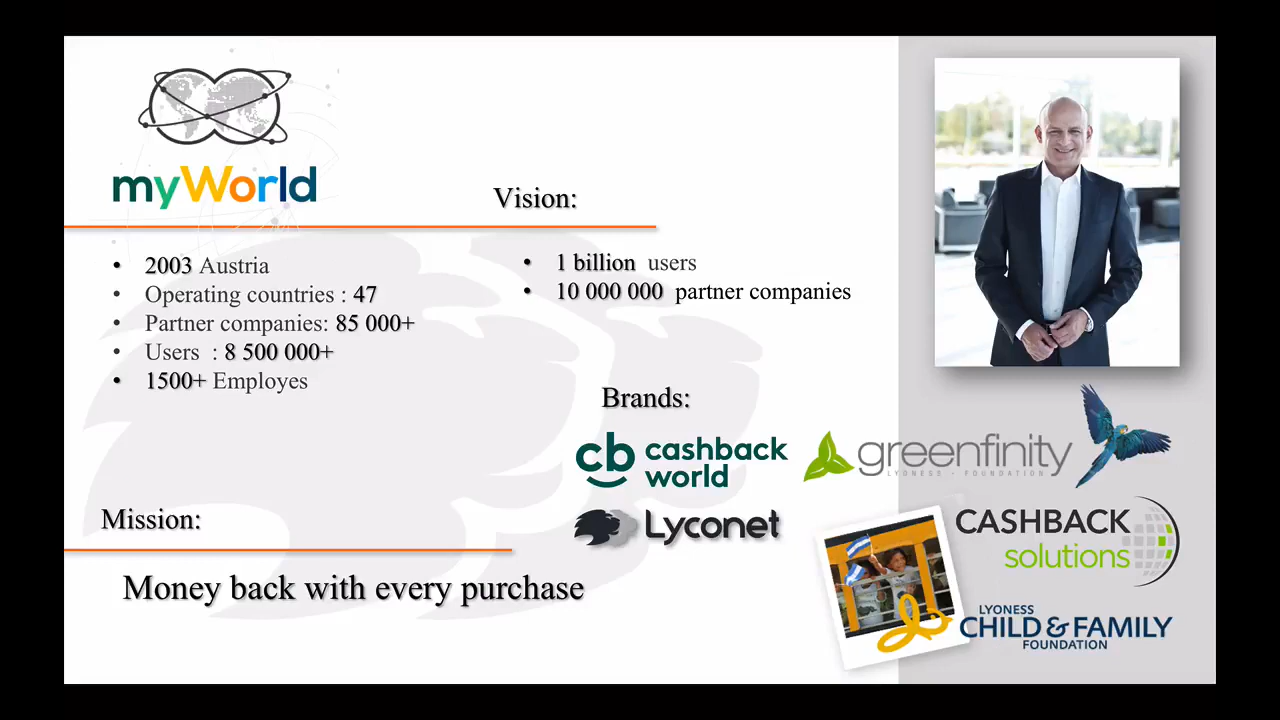 myWorld
Vision:
• 2003 Austria
• Operating countries : 47
• Partner companies: 85 000+
• Users : 8 500 000+
• 1500+ Employes
• 1 billion users
• 10 000 000 partner companies
Brands:
cb cashback
world
greenfinity
LYONESS · FOUNDATION
Lyconet
CASHBACK
solutions
Mission:
Money back with every purchase
LYONESS
CHILD & FAMILY
FOUNDATION